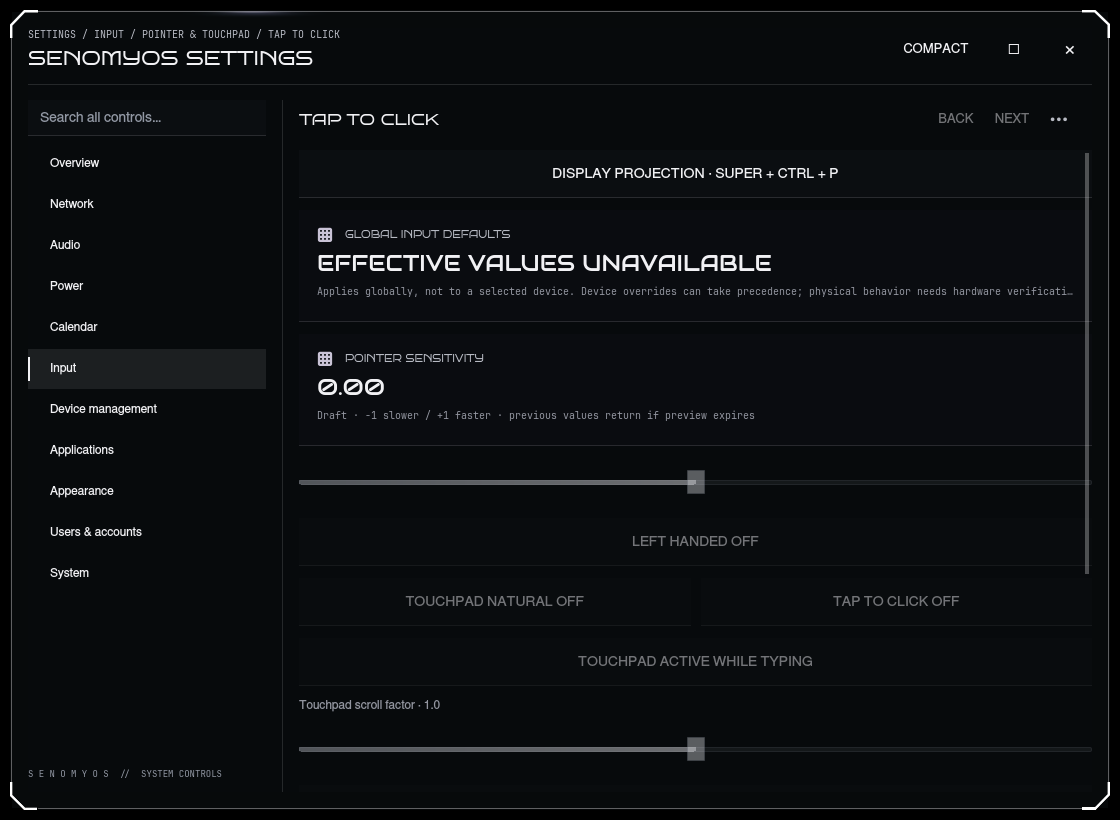 SETTINGS / INPUT / POINTER & TOUCHPAD / TAP TO CLICK
SENOMYOS SETTINGS
COMPACT
Search all controls...
Overview
Network
Audio
Power
Calendar
Input
Device management
Applications
Appearance
Users & accounts
System
SENOMYOS // SYSTEM CONTROLS
TAP TO CLICK
BACK NEXT •••
DISPLAY PROJECTION · SUPER + CTRL + P
GLOBAL INPUT DEFAULTS
EFFECTIVE VALUES UNAVAILABLE
Applies globally, not to a selected device. Device overrides can take precedence; physical behavior needs hardware verificati…
POINTER SENSITIVITY
0.00
Draft · -1 slower / +1 faster · previous values return if preview expires
LEFT HANDED OFF
TOUCHPAD NATURAL OFF
TAP TO CLICK OFF
TOUCHPAD ACTIVE WHILE TYPING
Touchpad scroll factor · 1.0